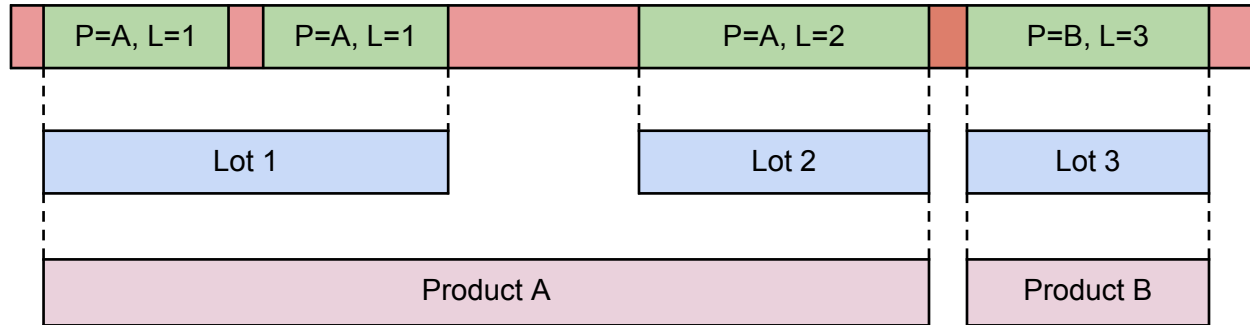 P=A, L=1 P=A, L=1 P=A, L=2 P=B, L=3
Lot 1 Lot 2 Lot 3
Product A Product B